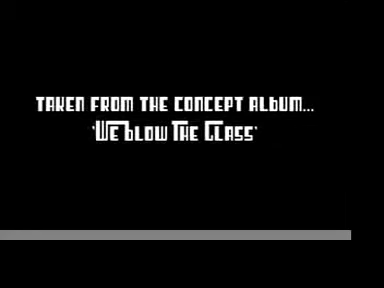 TAKEN FROM THE CONCEPT ALBUM...
'WE BLOW THE GLASS'